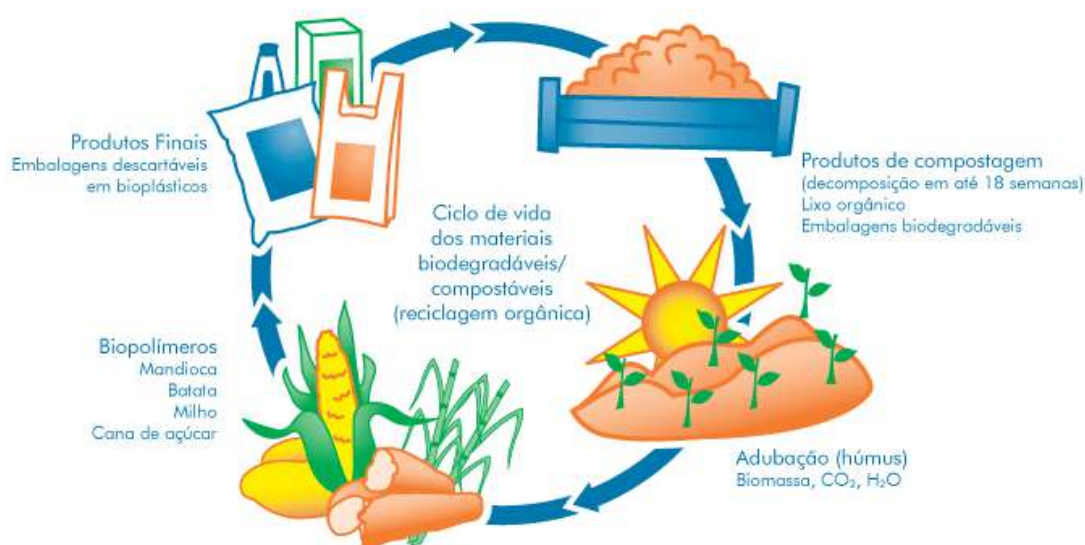 Produtos Finais
Embalagens descartáveis
em bioplásticos
Produtos de compostagem
(decomposição em até 18 semanas)
Lixo orgânico
Embalagens biodegradáveis
Ciclo de vida
dos materiais
biodegradáveis/
compostáveis
(reciclagem orgânica)
Biopolímeros
Mandioca
Batata
Milho
Cana de açúcar
Adubação (húmus)
Biomassa, CO₂, H₂O